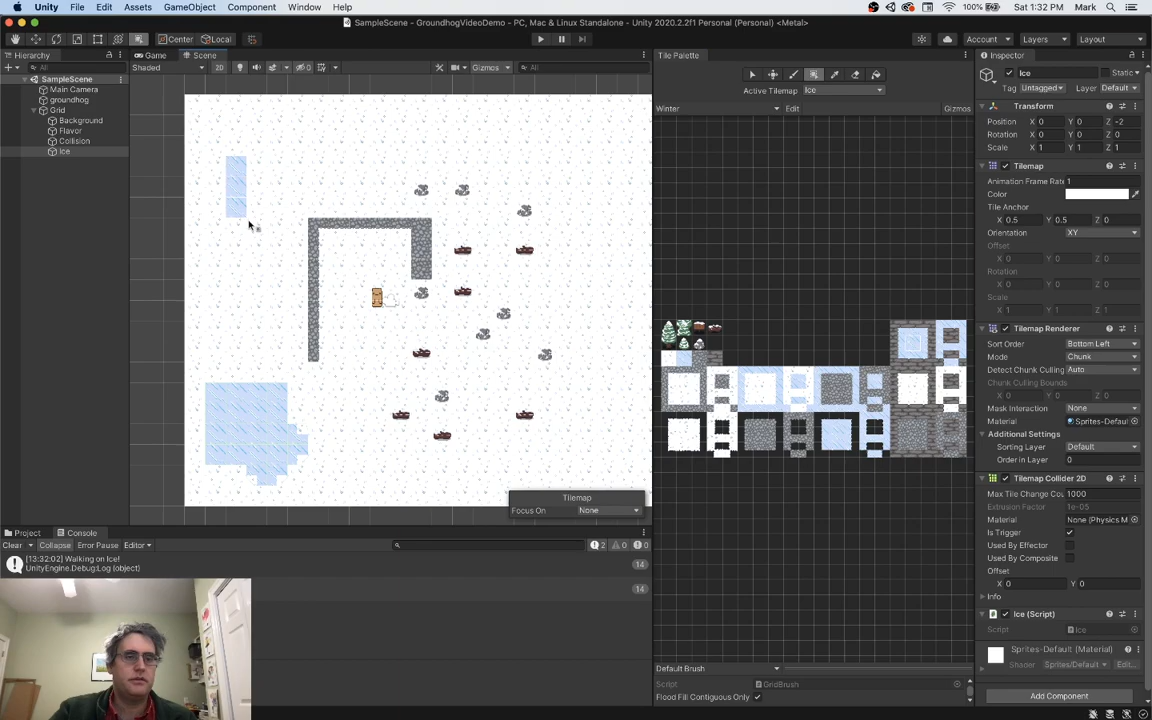 Unity File Edit Assets GameObject Component Window Help 100% Sat 1:32 PM Mark
SampleScene - GroundhogVideoDemo - PC, Mac & Linux Standalone - Unity 2020.2.2f1 Personal (Personal) <Metal>
Center Local Account Layers Layout
Hierarchy
All
SampleScene
Main Camera
groundhog
Grid
Background
Flavor
Collision
Ice
Game Scene
Shaded 2D 0 Gizmos All
Tilemap
Focus On None
Project Console
Clear Collapse Error Pause Editor 2 0 0
[13:32:02] Walking on Ice!
UnityEngine.Debug:Log (object)
14
14
Tile Palette
Active Tilemap Ice
Winter Edit Gizmos
Default Brush
Script GridBrush
Flood Fill Contiguous Only
Inspector
Ice Static
Tag Untagged Layer Default
Transform
Position X 0 Y 0 Z -2
Rotation X 0 Y 0 Z 0
Scale X 1 Y 1 Z 1
Tilemap
Animation Frame Rate 1
Color
Tile Anchor
X 0.5 Y 0.5 Z 0
Orientation XY
Offset
X 0 Y 0 Z 0
Rotation
X 0 Y 0 Z 0
Scale
X 1 Y 1 Z 1
Tilemap Renderer
Sort Order Bottom Left
Mode Chunk
Detect Chunk Culling Auto
Chunk Culling Bounds
X 0 Y 0 Z 0
Mask Interaction None
Material Sprites-Defaul
Additional Settings
Sorting Layer Default
Order in Layer 0
Tilemap Collider 2D
Max Tile Change Cou 1000
Extrusion Factor 1e-05
Material None (Physics M
Is Trigger
Used By Effector
Used By Composite
Offset
X 0 Y 0
Info
Ice (Script)
Script Ice
Sprites-Default (Material)
Shader Sprites/Default Edit...
Add Component